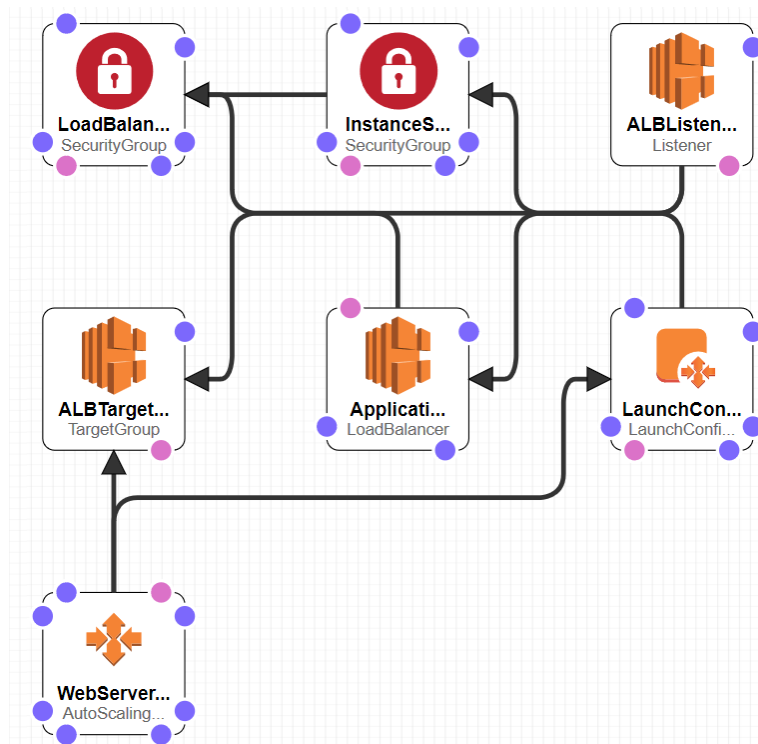 LoadBalan...
SecurityGroup
InstanceS...
SecurityGroup
ALBListen...
Listener
ALBTarget...
TargetGroup
Applicati...
LoadBalancer
LaunchCon...
LaunchConfi...
WebServer...
AutoScaling...